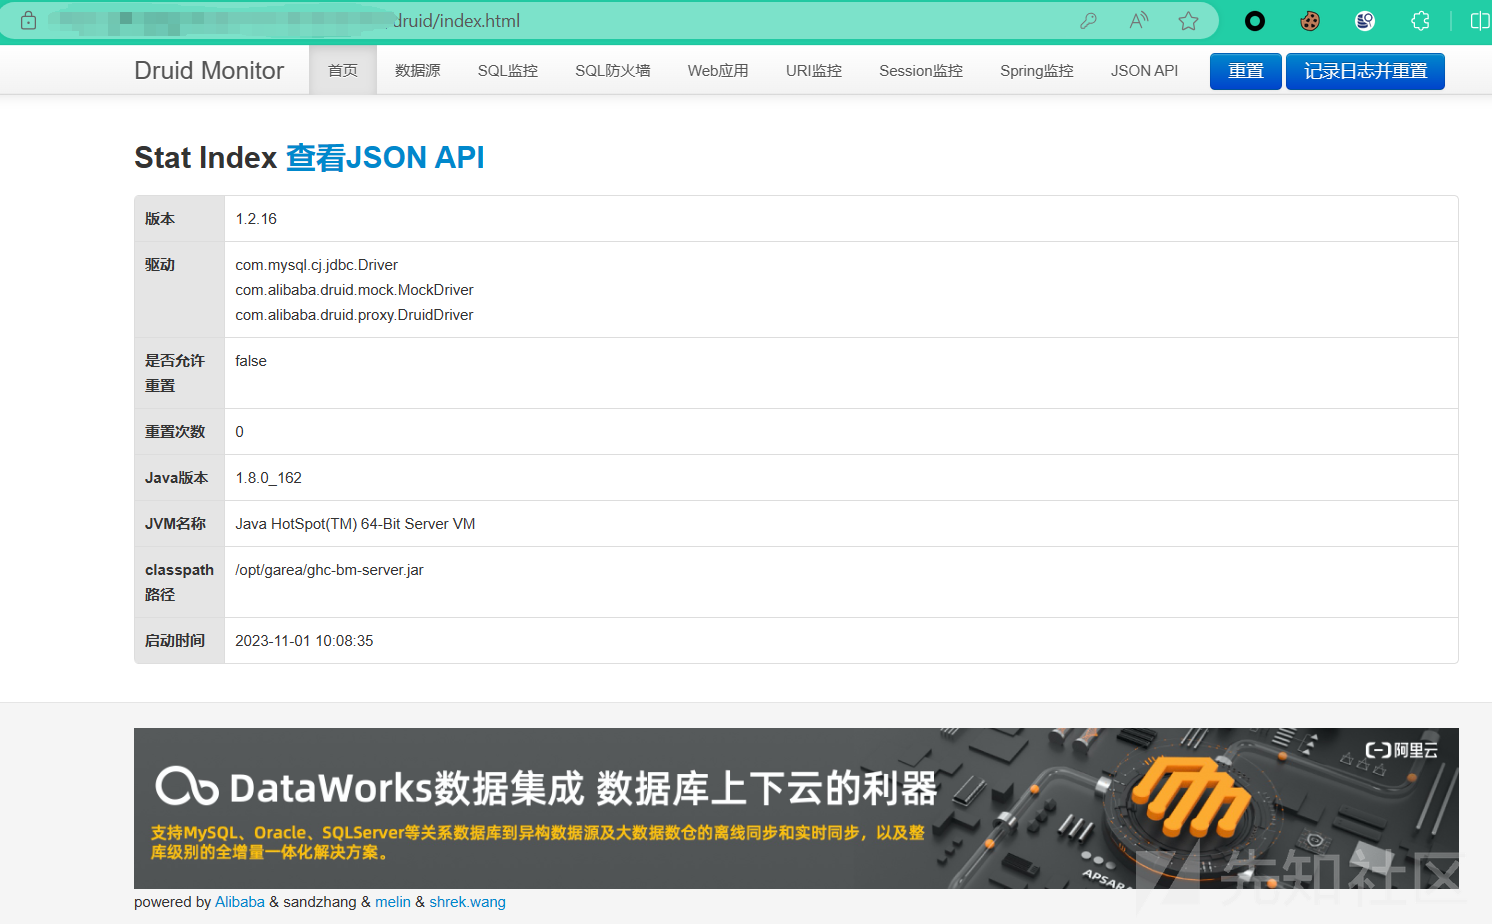 druid/index.html
Druid Monitor 首页 数据源 SQL监控 SQL防火墙 Web应用 URI监控 Session监控 Spring监控 JSON API 重置 记录日志并重置
Stat Index 查看JSON API
版本 1.2.16
驱动 com.mysql.cj.jdbc.Driver
com.alibaba.druid.mock.MockDriver
com.alibaba.druid.proxy.DruidDriver
是否允许 false
重置
重置次数 0
Java版本 1.8.0_162
JVM名称 Java HotSpot(TM) 64-Bit Server VM
classpath /opt/garea/ghc-bm-server.jar
路径
启动时间 2023-11-01 10:08:35
阿里云
DataWorks数据集成 数据库上下云的利器
支持MySQL、Oracle、SQLServer等关系数据库到异构数据源及大数据数仓的离线同步和实时同步，以及整
库级别的全增量一体化解决方案。
APSARA
先知社区
powered by Alibaba & sandzhang & melin & shrek.wang